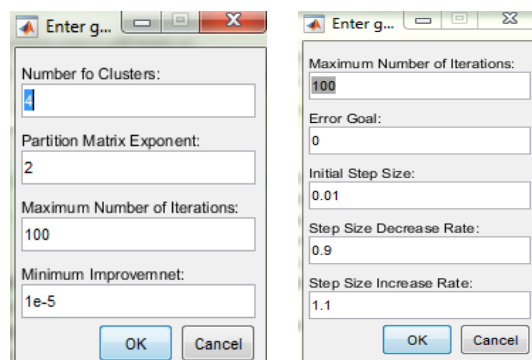 Enter g...
Number fo Clusters:
4
Partition Matrix Exponent:
2
Maximum Number of Iterations:
100
Minimum Improvemnet:
1e-5
OK Cancel
Enter g...
Maximum Number of Iterations:
100
Error Goal:
0
Initial Step Size:
0.01
Step Size Decrease Rate:
0.9
Step Size Increase Rate:
1.1
OK Cancel